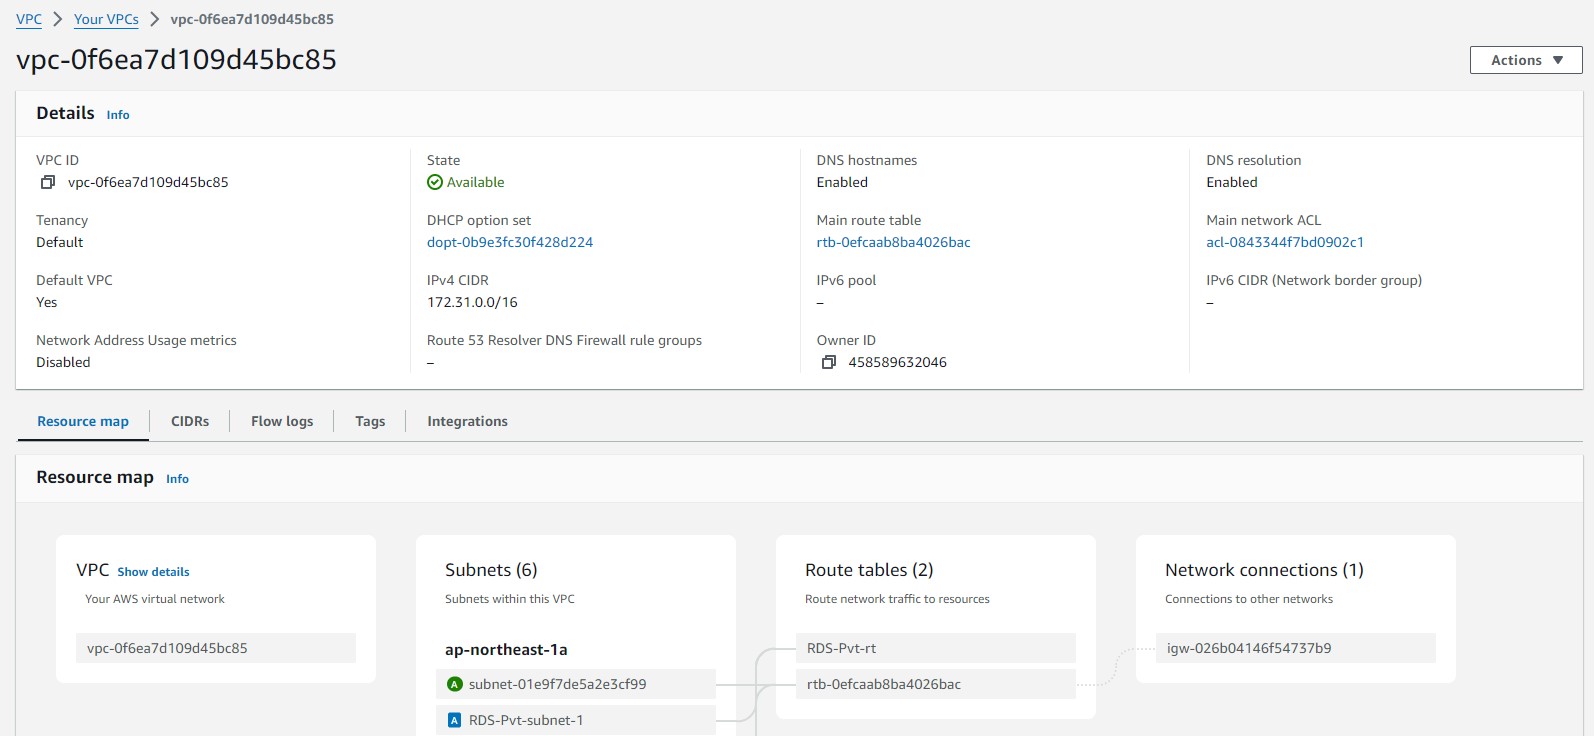 VPC > Your VPCs > vpc-0f6ea7d109d45bc85
vpc-0f6ea7d109d45bc85
Actions
Details Info
VPC ID
vpc-0f6ea7d109d45bc85
State
Available
DNS hostnames
Enabled
DNS resolution
Enabled
Tenancy
Default
DHCP option set
dopt-0b9e3fc30f428d224
Main route table
rtb-0efcaab8ba4026bac
Main network ACL
acl-0843344f7bd0902c1
Default VPC
Yes
IPv4 CIDR
172.31.0.0/16
IPv6 pool
–
IPv6 CIDR (Network border group)
–
Network Address Usage metrics
Disabled
Route 53 Resolver DNS Firewall rule groups
–
Owner ID
458589632046
Resource map
CIDRs
Flow logs
Tags
Integrations
Resource map Info
VPC Show details
Your AWS virtual network
vpc-0f6ea7d109d45bc85
Subnets (6)
Subnets within this VPC
ap-northeast-1a
A subnet-01e9f7de5a2e3cf99
A RDS-Pvt-subnet-1
Route tables (2)
Route network traffic to resources
RDS-Pvt-rt
rtb-0efcaab8ba4026bac
Network connections (1)
Connections to other networks
igw-026b04146f54737b9